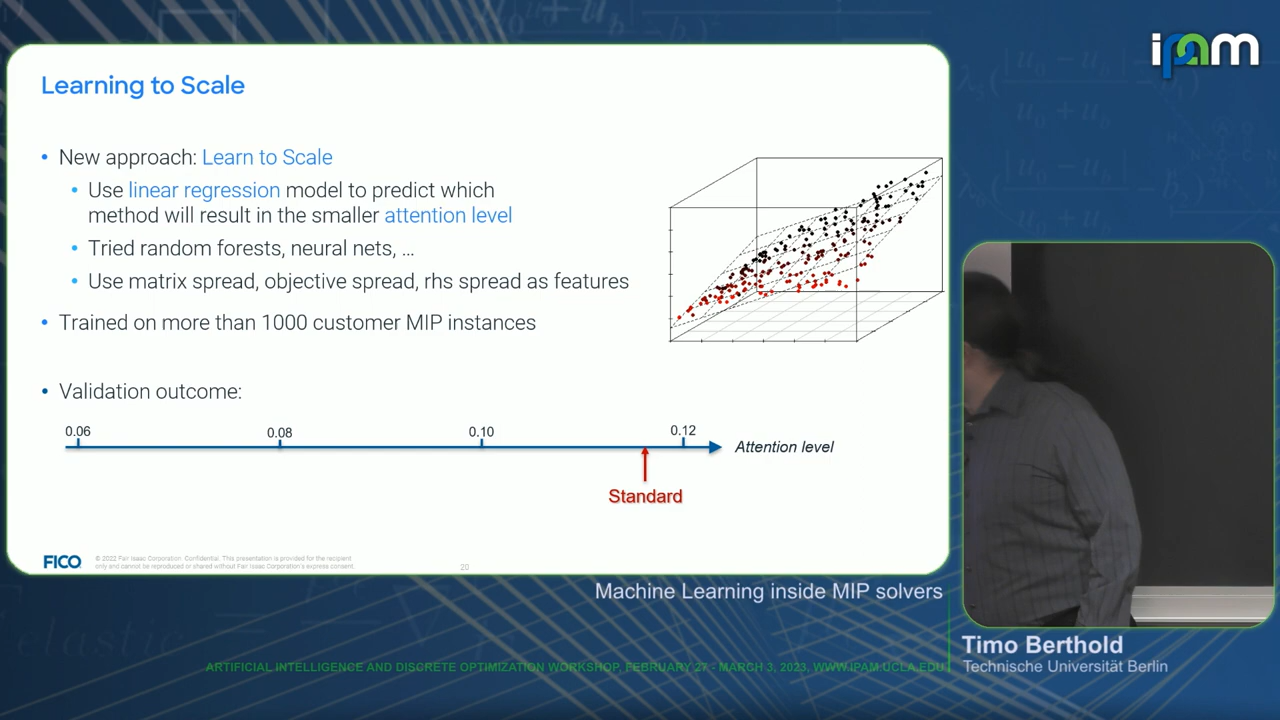 ipam
Learning to Scale
• New approach: Learn to Scale
• Use linear regression model to predict which
method will result in the smaller attention level
• Tried random forests, neural nets, ...
• Use matrix spread, objective spread, rhs spread as features
• Trained on more than 1000 customer MIP instances
• Validation outcome:
0.06 0.08 0.10 0.12
Attention level
Standard
FICO
© 2022 Fair Isaac Corporation. Confidential. This presentation is provided for the recipient
only and cannot be reproduced or shared without Fair Isaac Corporation's express consent.
20
Machine Learning inside MIP solvers
Timo Berthold
Technische Universität Berlin
ARTIFICIAL INTELLIGENCE AND DISCRETE OPTIMIZATION WORKSHOP, FEBRUARY 27 - MARCH 3, 2023, WWW.IPAM.UCLA.EDU
elastic